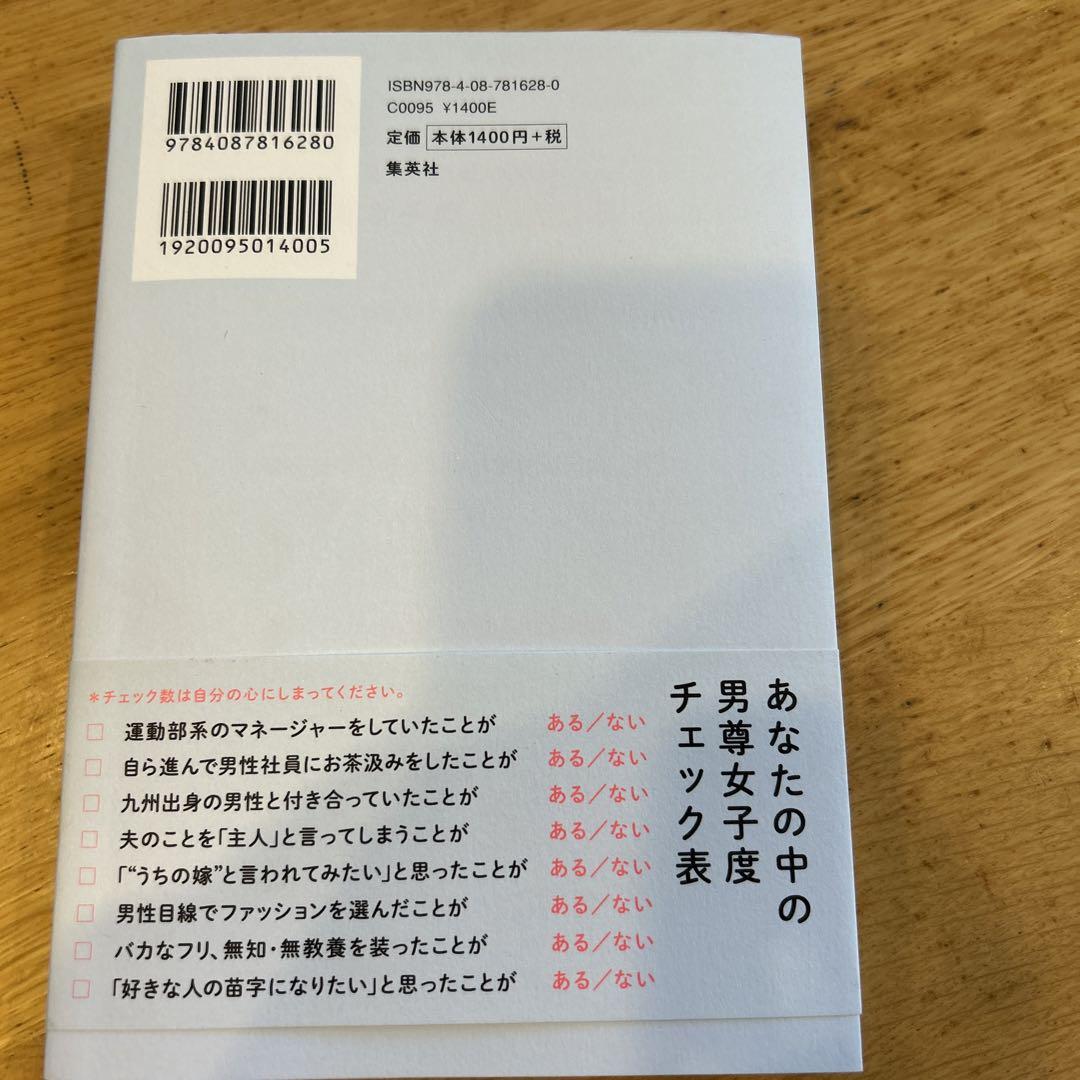 9784087816280
1920095014005
ISBN978-4-08-781628-0
C0095 ¥1400E
定価 本体1400円+税
集英社
あなたの中の
男尊女子度
チェック表
*チェック数は自分の心にしまってください。
□ 運動部系のマネージャーをしていたことが ある/ない
□ 自ら進んで男性社員にお茶汲みをしたことが ある/ない
□ 九州出身の男性と付き合っていたことが ある/ない
□ 夫のことを「主人」と言ってしまうことが ある/ない
□ 「“うちの嫁”と言われてみたい」と思ったことが ある/ない
□ 男性目線でファッションを選んだことが ある/ない
□ バカなフリ、無知・無教養を装ったことが ある/ない
□ 「好きな人の苗字になりたい」と思ったことが ある/ない